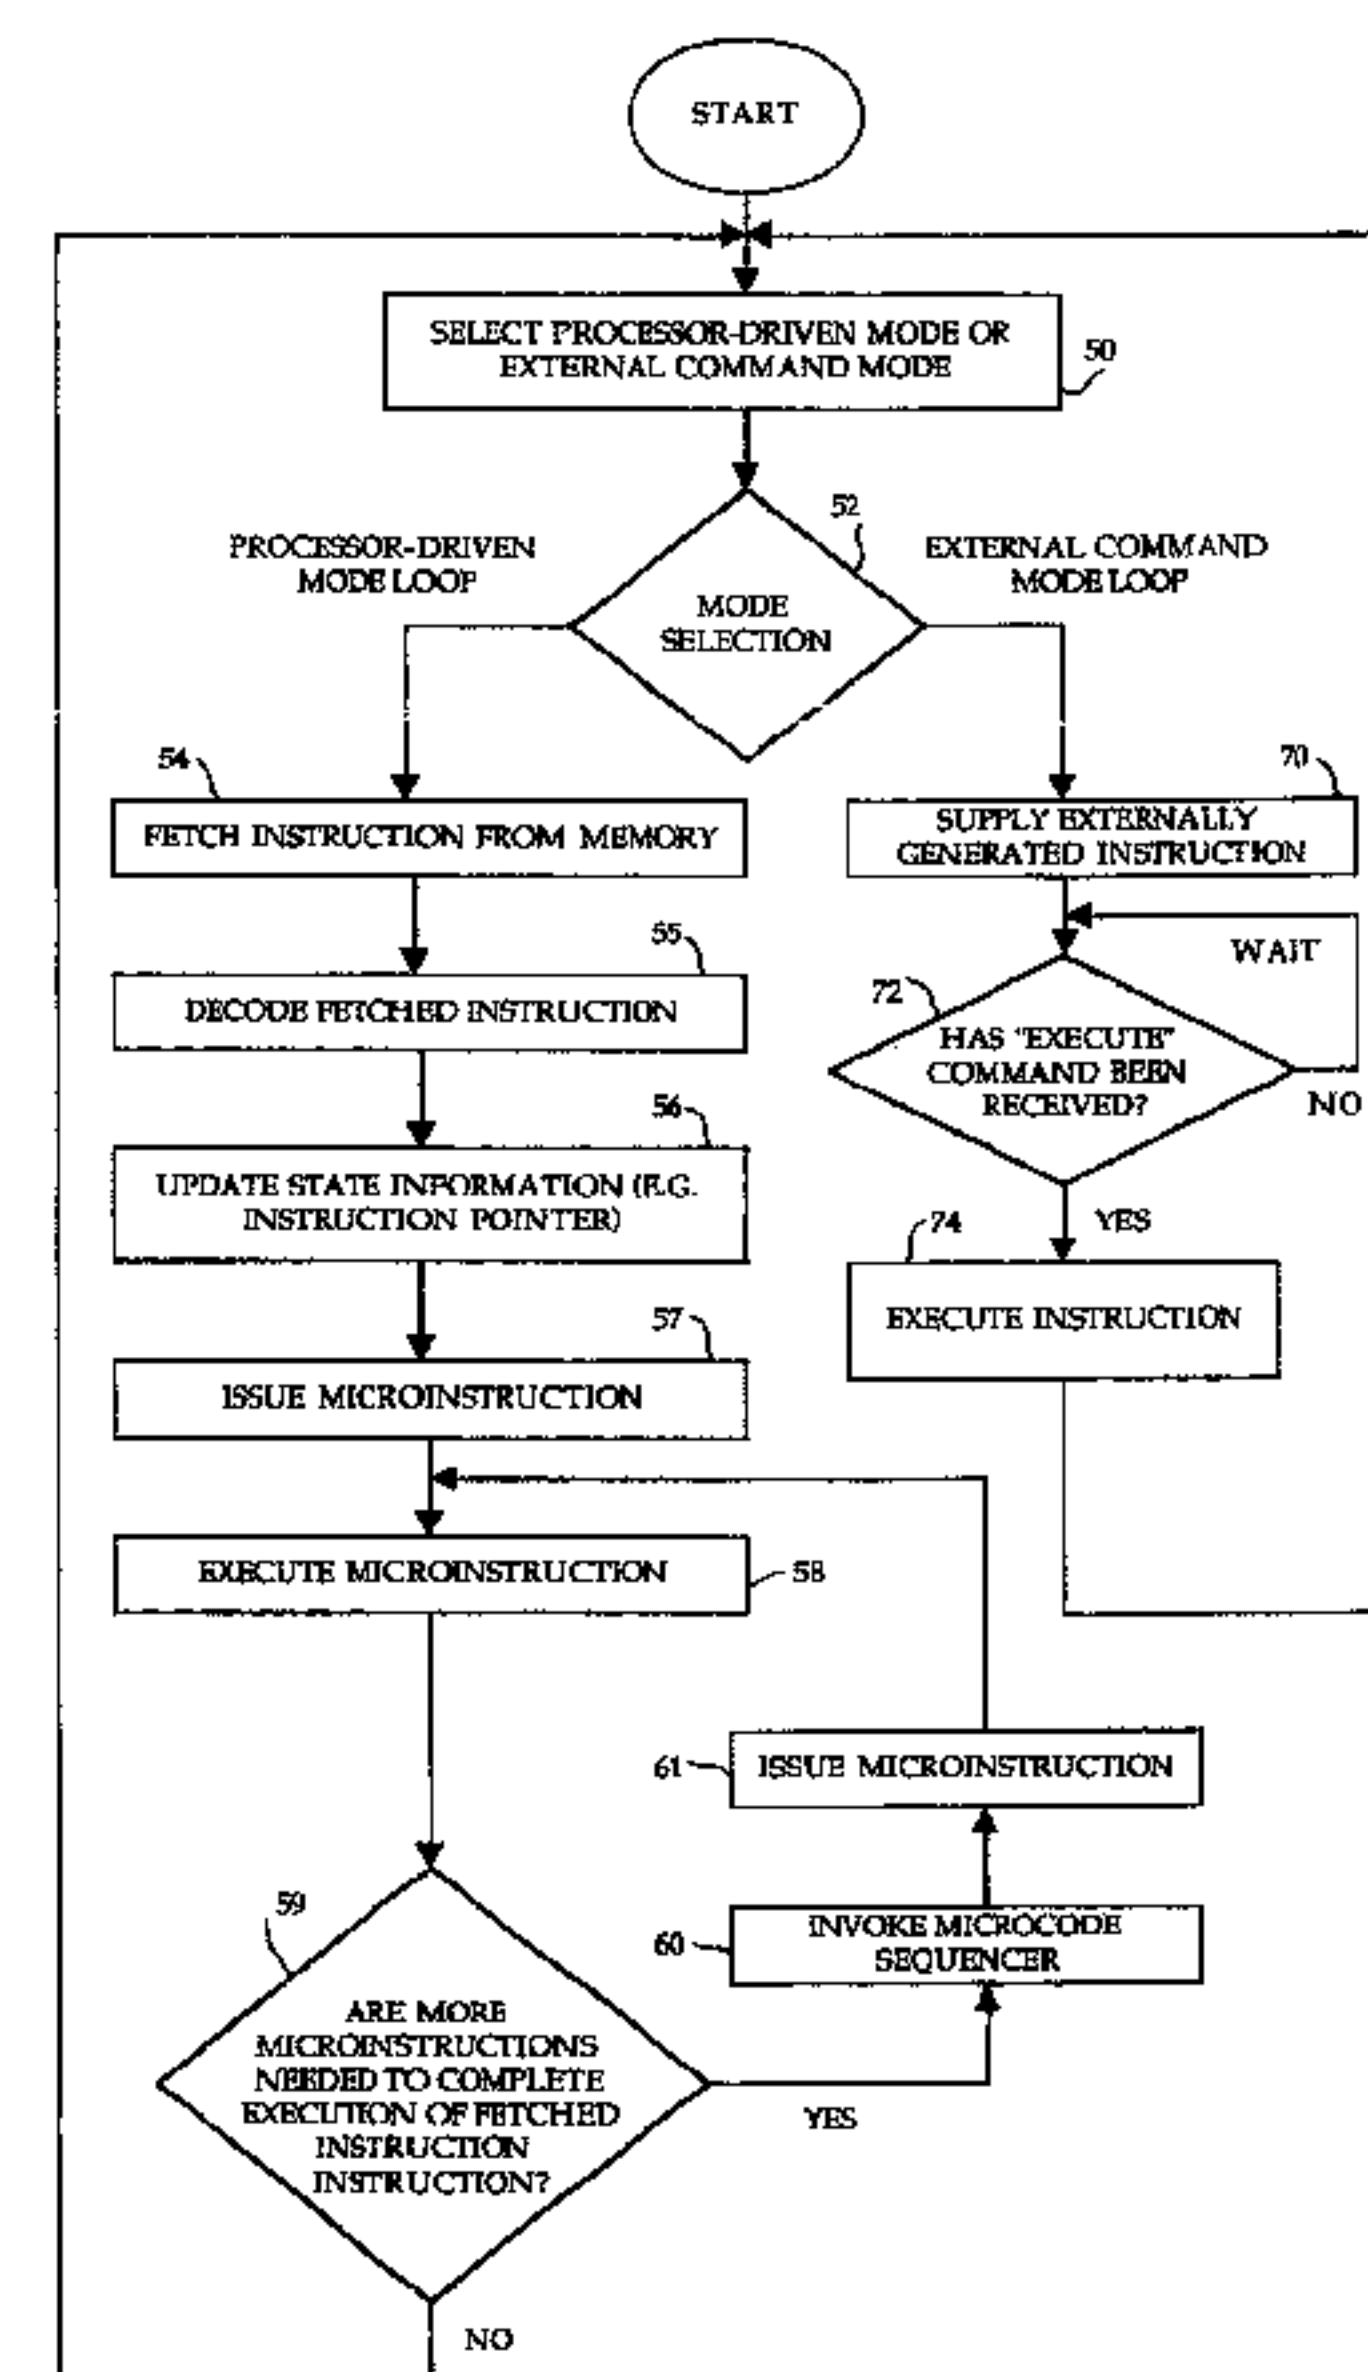 START
SELECT PROCESSOR-DRIVEN MODE OR
EXTERNAL COMMAND MODE
50
52
PROCESSOR-DRIVEN
MODE LOOP
EXTERNAL COMMAND
MODE LOOP
MODE
SELECTION
54
FETCH INSTRUCTION FROM MEMORY
70
SUPPLY EXTERNALLY
GENERATED INSTRUCTION
55
DECODE FETCHED INSTRUCTION
WAIT
72
HAS "EXECUTE"
COMMAND BEEN
RECEIVED?
NO
56
UPDATE STATE INFORMATION (E.G.
INSTRUCTION POINTER)
YES
74
EXECUTE INSTRUCTION
57
ISSUE MICROINSTRUCTION
EXECUTE MICROINSTRUCTION
58
61
ISSUE MICROINSTRUCTION
60
INVOKE MICROCODE
SEQUENCER
59
ARE MORE
MICROINSTRUCTIONS
NEEDED TO COMPLETE
EXECUTION OF FETCHED
INSTRUCTION
INSTRUCTION?
YES
NO